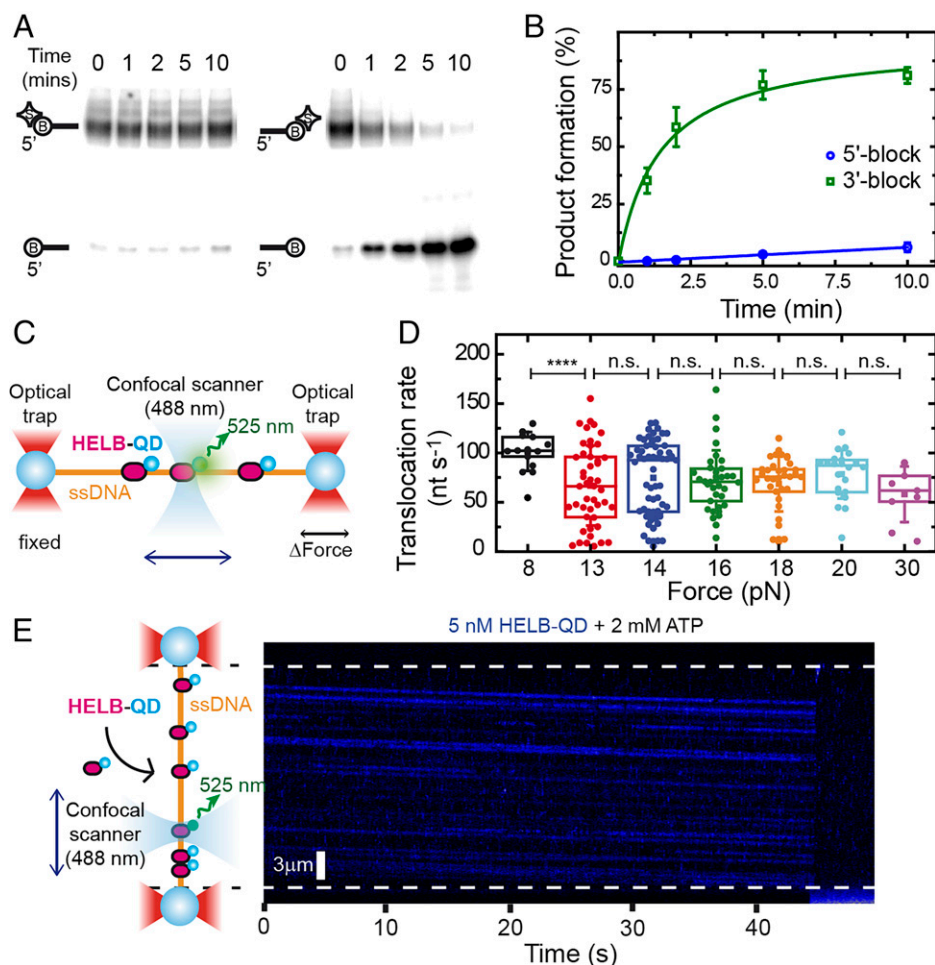 A
Time
(mins)
0 1 2 5 10
0 1 2 5 10
S
B
5’
S
B
5’
B
5’
B
5’
B
Product formation (%)
75
50
25
0
5'-block
3'-block
0.0 2.5 5.0 7.5 10.0
Time (min)
C
Optical
trap
Confocal scanner
(488 nm)
Optical
trap
HELB-QD
525 nm
ssDNA
fixed
ΔForce
D
Translocation rate
(nt s⁻¹)
200
150
100
50
0
**** n.s. n.s. n.s. n.s. n.s.
8 13 14 16 18 20 30
Force (pN)
E
HELB-QD
ssDNA
525 nm
Confocal
scanner
(488 nm)
5 nM HELB-QD + 2 mM ATP
3μm
0 10 20 30 40
Time (s)